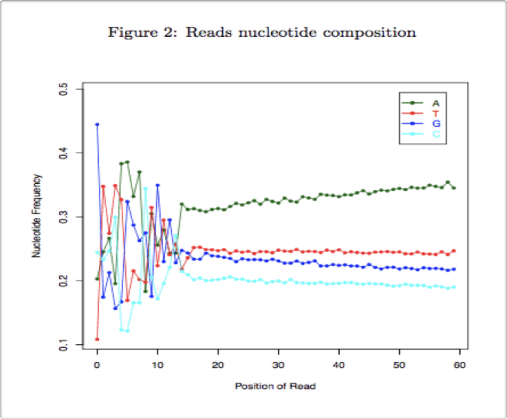 Figure 2: Reads nucleotide composition
0.5
0.4
0.3
0.2
0.1
Nucleotide Frequency
A
T
G
C
0 10 20 30 40 50 60
Position of Read